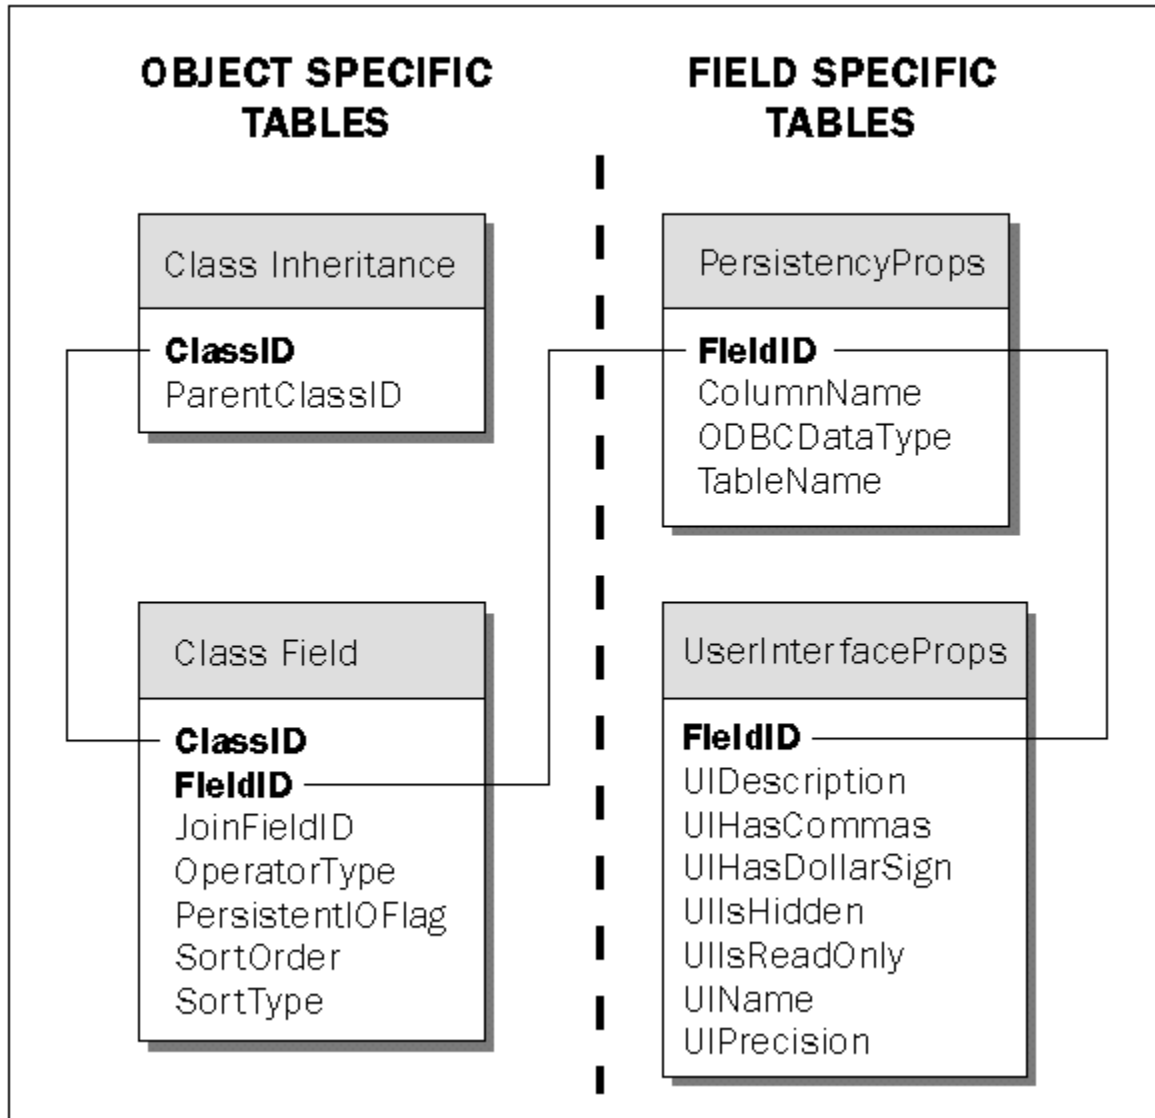 OBJECT SPECIFIC
TABLES
FIELD SPECIFIC
TABLES
Class Inheritance
ClassID
ParentClassID
PersistencyProps
FieldID
ColumnName
ODBCDataType
TableName
Class Field
ClassID
FieldID
JoinFieldID
OperatorType
PersistentIOFlag
SortOrder
SortType
UserInterfaceProps
FieldID
UIDescription
UIHasCommas
UIHasDollarSign
UIIsHidden
UIIsReadOnly
UIName
UIPrecision